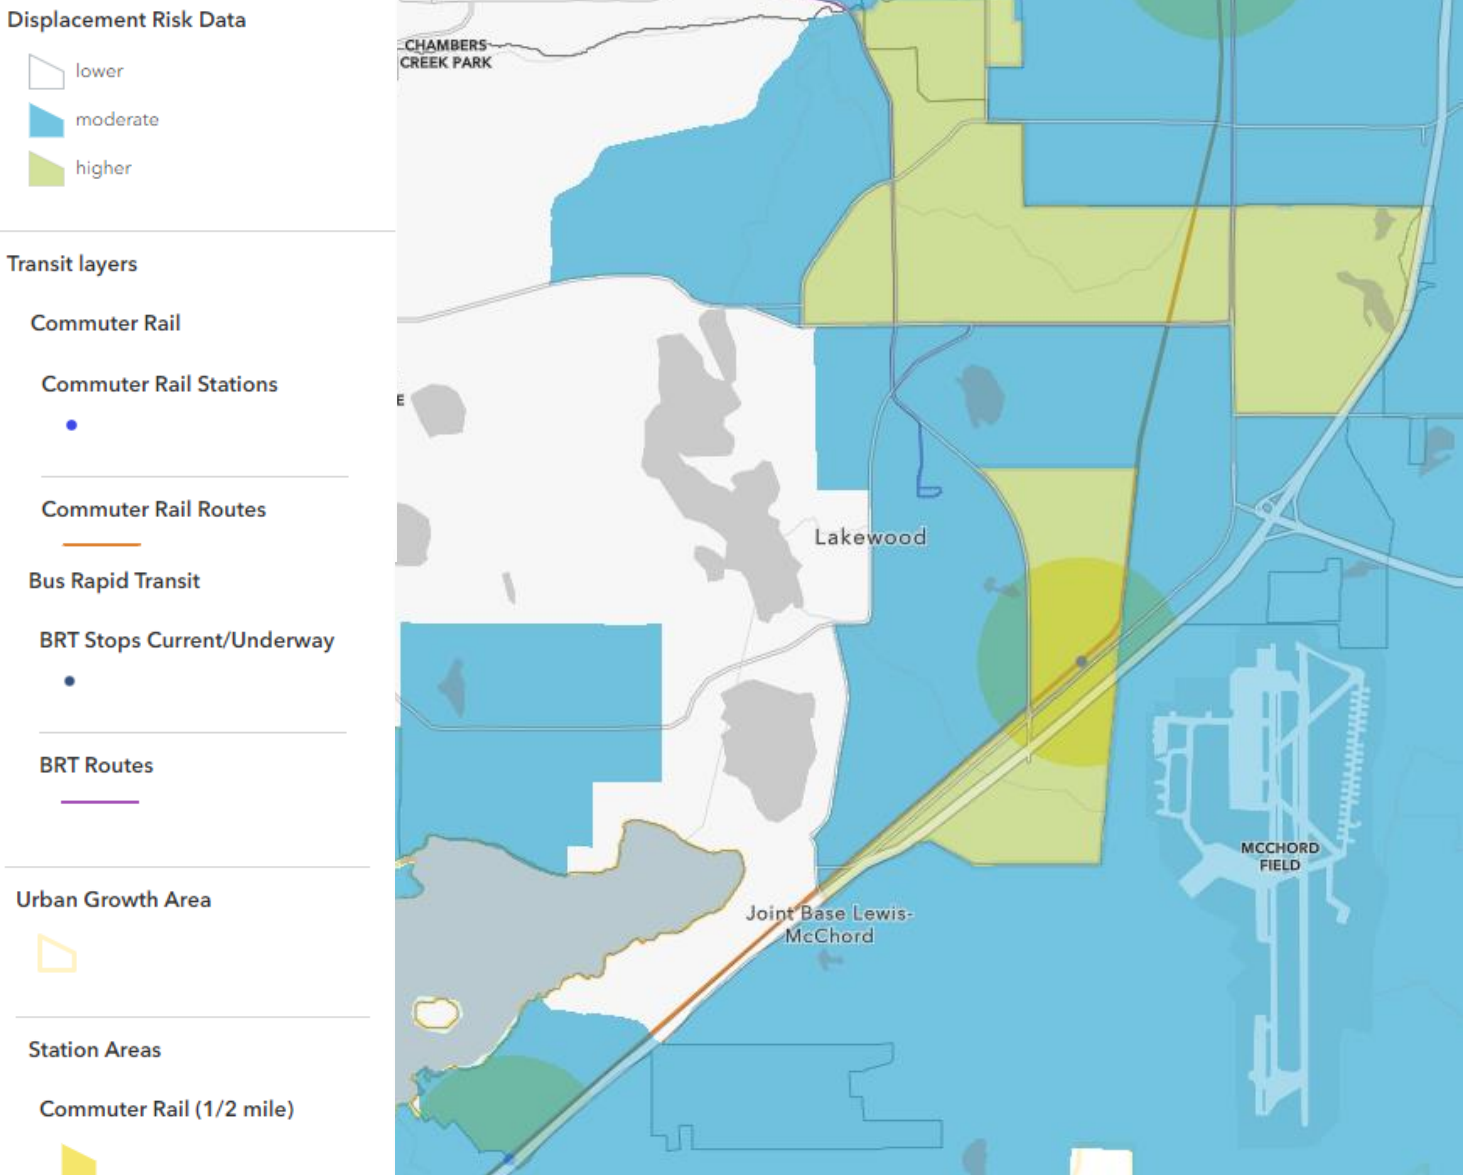 Displacement Risk Data
lower
moderate
higher
Transit layers
Commuter Rail
Commuter Rail Stations
Commuter Rail Routes
Bus Rapid Transit
BRT Stops Current/Underway
BRT Routes
Urban Growth Area
Station Areas
Commuter Rail (1/2 mile)
CHAMBERS
CREEK PARK
E
Lakewood
MCCHORD
FIELD
Joint Base Lewis-
McChord